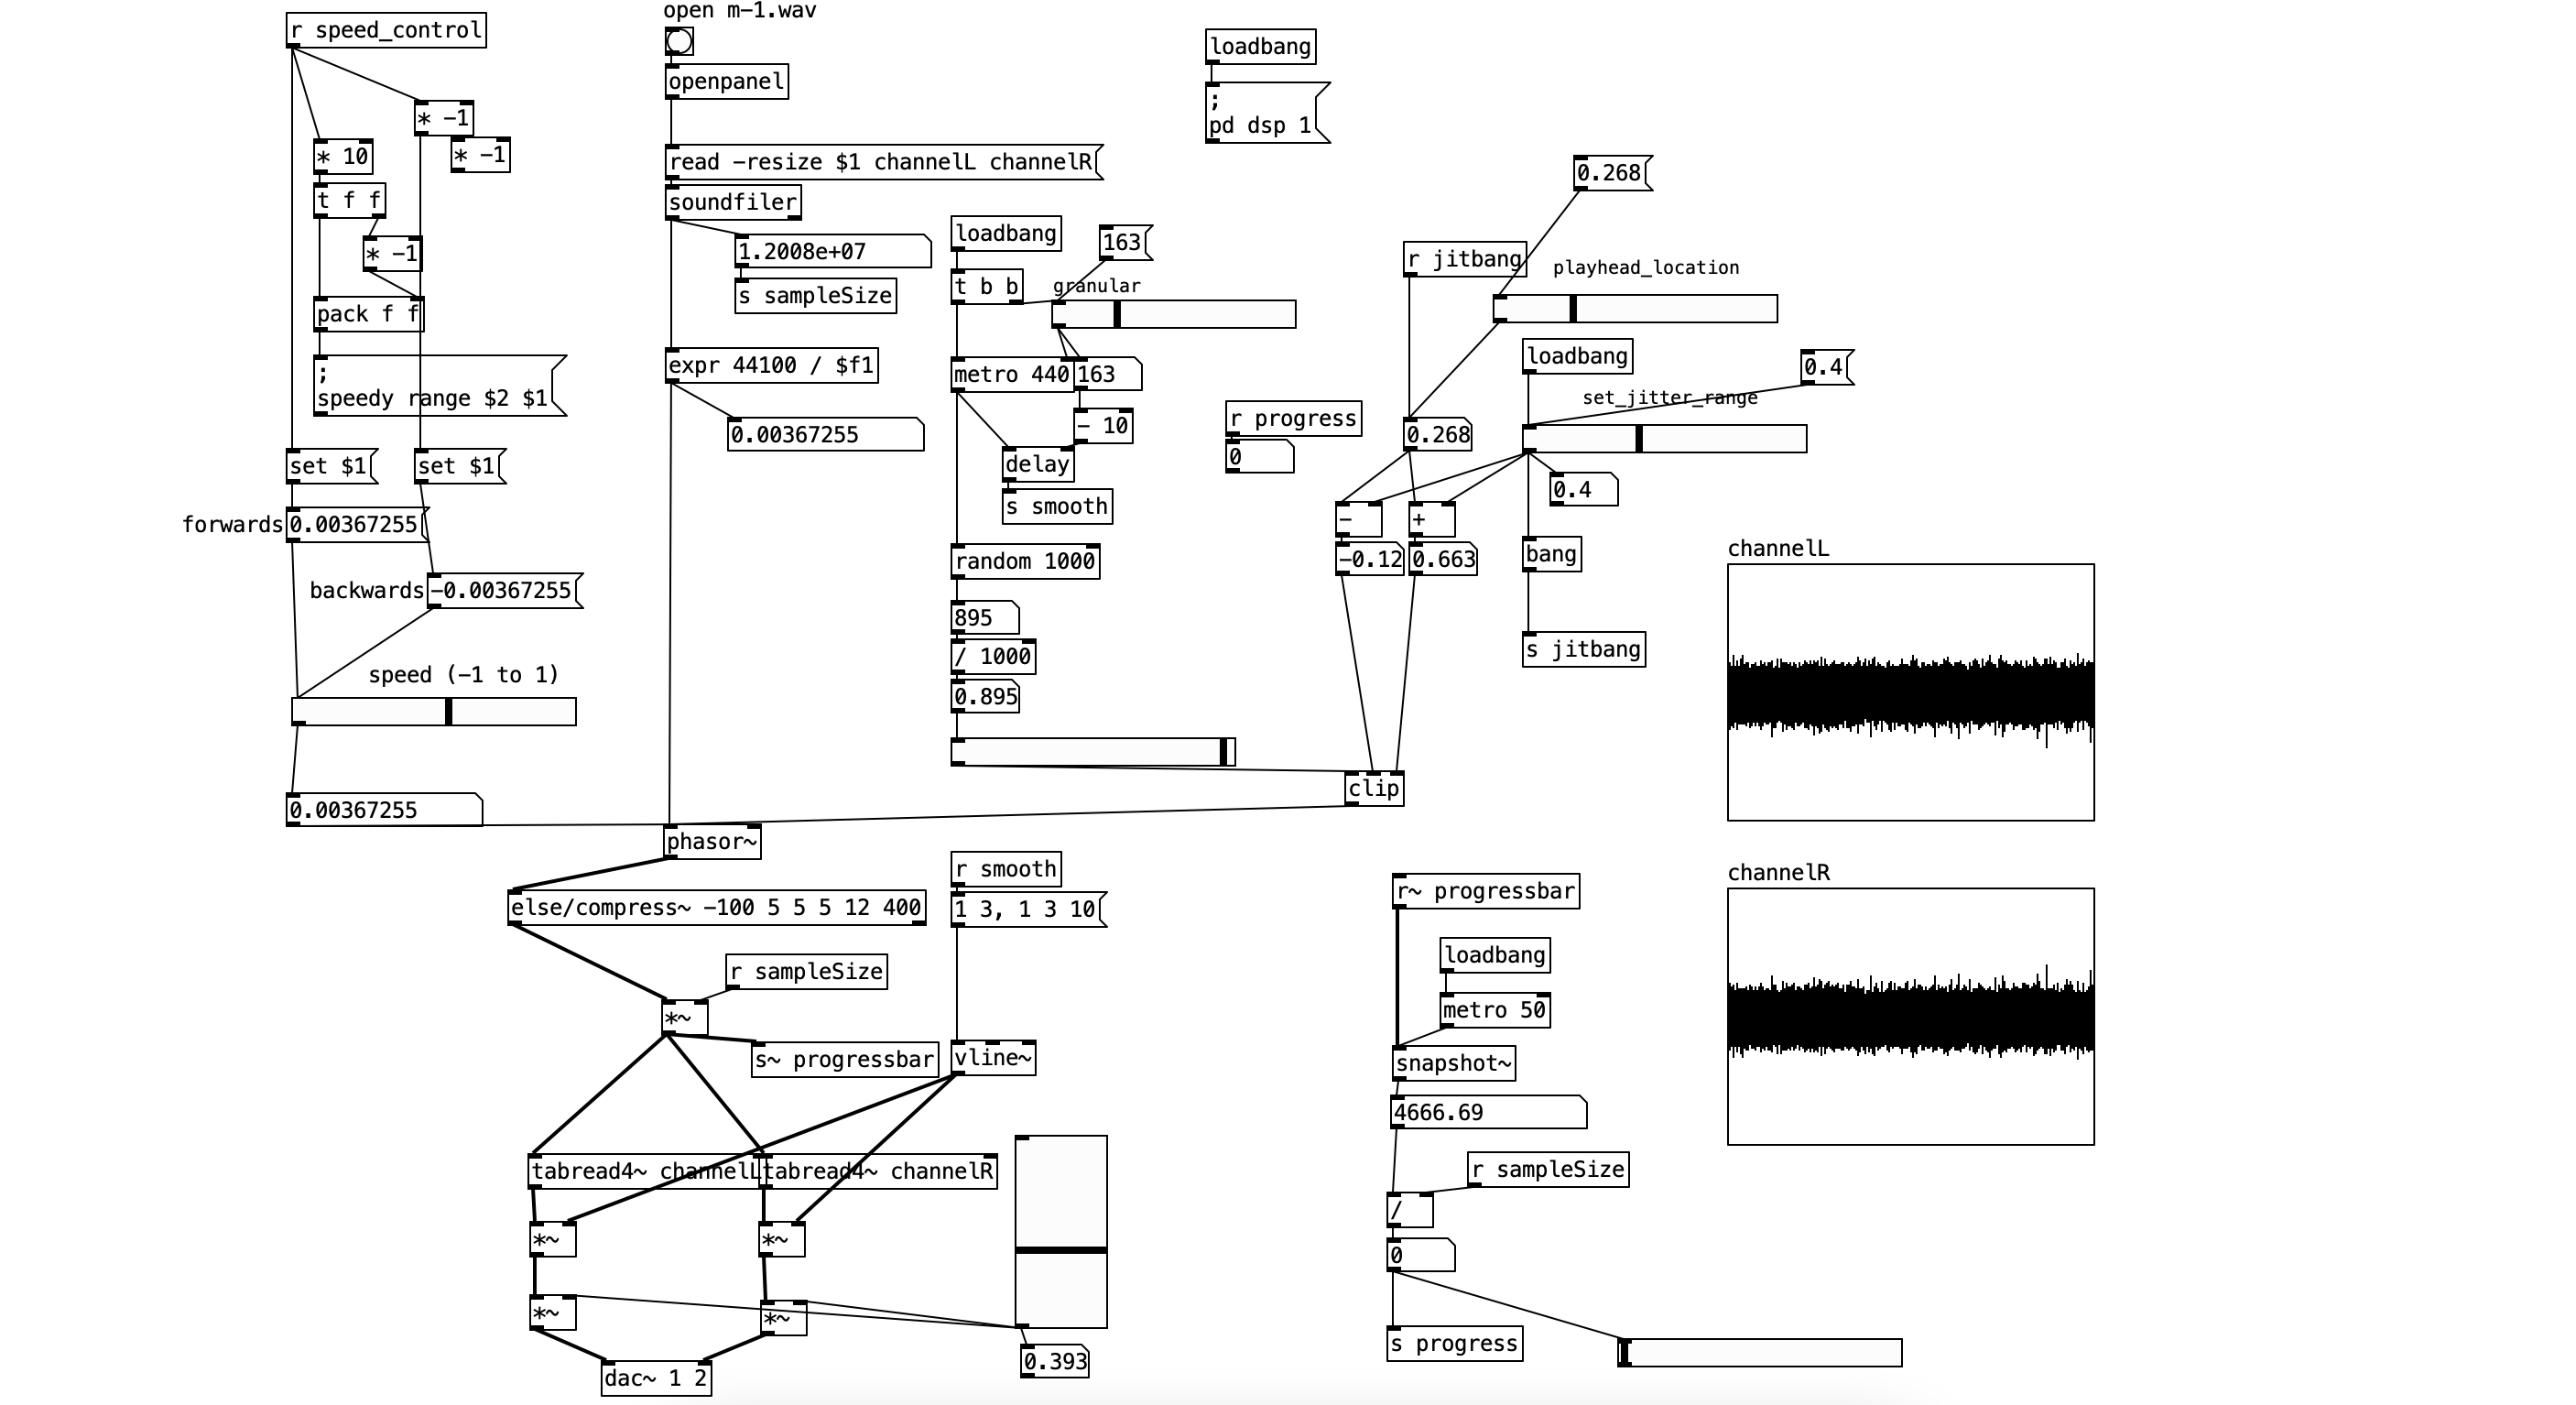 r speed_control
* -1
* -1
* 10
t f f
* -1
pack f f
;
speedy range $2 $1
set $1
set $1
forwards
0.00367255
backwards
-0.00367255
speed (-1 to 1)
0.00367255
open m-1.wav
openpanel
read -resize $1 channelL channelR
soundfiler
1.2008e+07
s sampleSize
expr 44100 / $f1
0.00367255
phasor~
else/compress~ -100 5 5 5 12 400
r sampleSize
*~
s~ progressbar
tabread4~ channelL
tabread4~ channelR
*~
*~
*~
*~
dac~ 1 2
0.393
loadbang
t b b
163
granular
metro 440
163
- 10
delay
s smooth
random 1000
895
/ 1000
0.895
r smooth
1 3, 1 3 10
vline~
loadbang
;
pd dsp 1
r progress
0
0.268
r jitbang
playhead_location
loadbang
0.4
set_jitter_range
0.268
0.4
-
+
-0.12
0.663
bang
s jitbang
clip
r~ progressbar
loadbang
metro 50
snapshot~
4666.69
r sampleSize
/
0
s progress
channelL
channelR